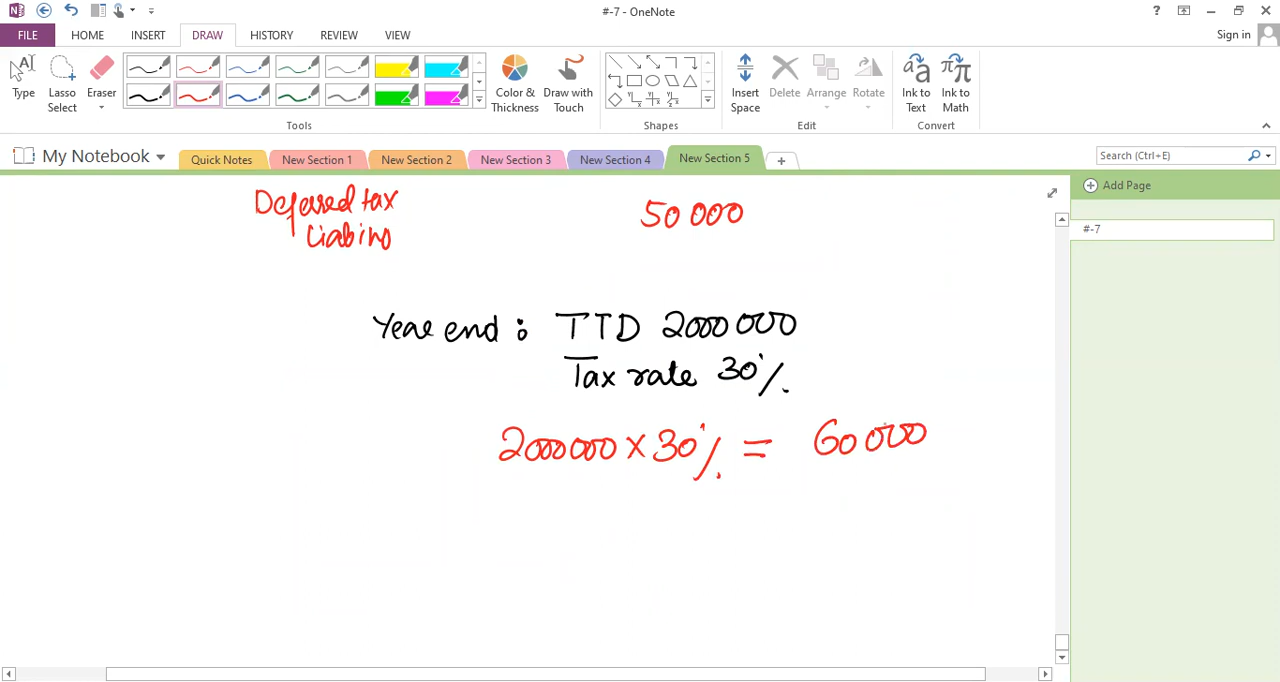 #-7 - OneNote
? 
Sign in
FILE HOME INSERT DRAW HISTORY REVIEW VIEW
Type
Lasso Select
Eraser
Color & Thickness
Draw with Touch
Insert Space
Delete
Arrange
Rotate
Ink to Text
Ink to Math
Tools
Shapes
Edit
Convert
My Notebook
Quick Notes
New Section 1
New Section 2
New Section 3
New Section 4
New Section 5
Search (Ctrl+E)
Add Page
#-7
Defered tax 50 000
Year end : TTD 2000 000
Tax rate 30%
2000000 x 30% = 60 000